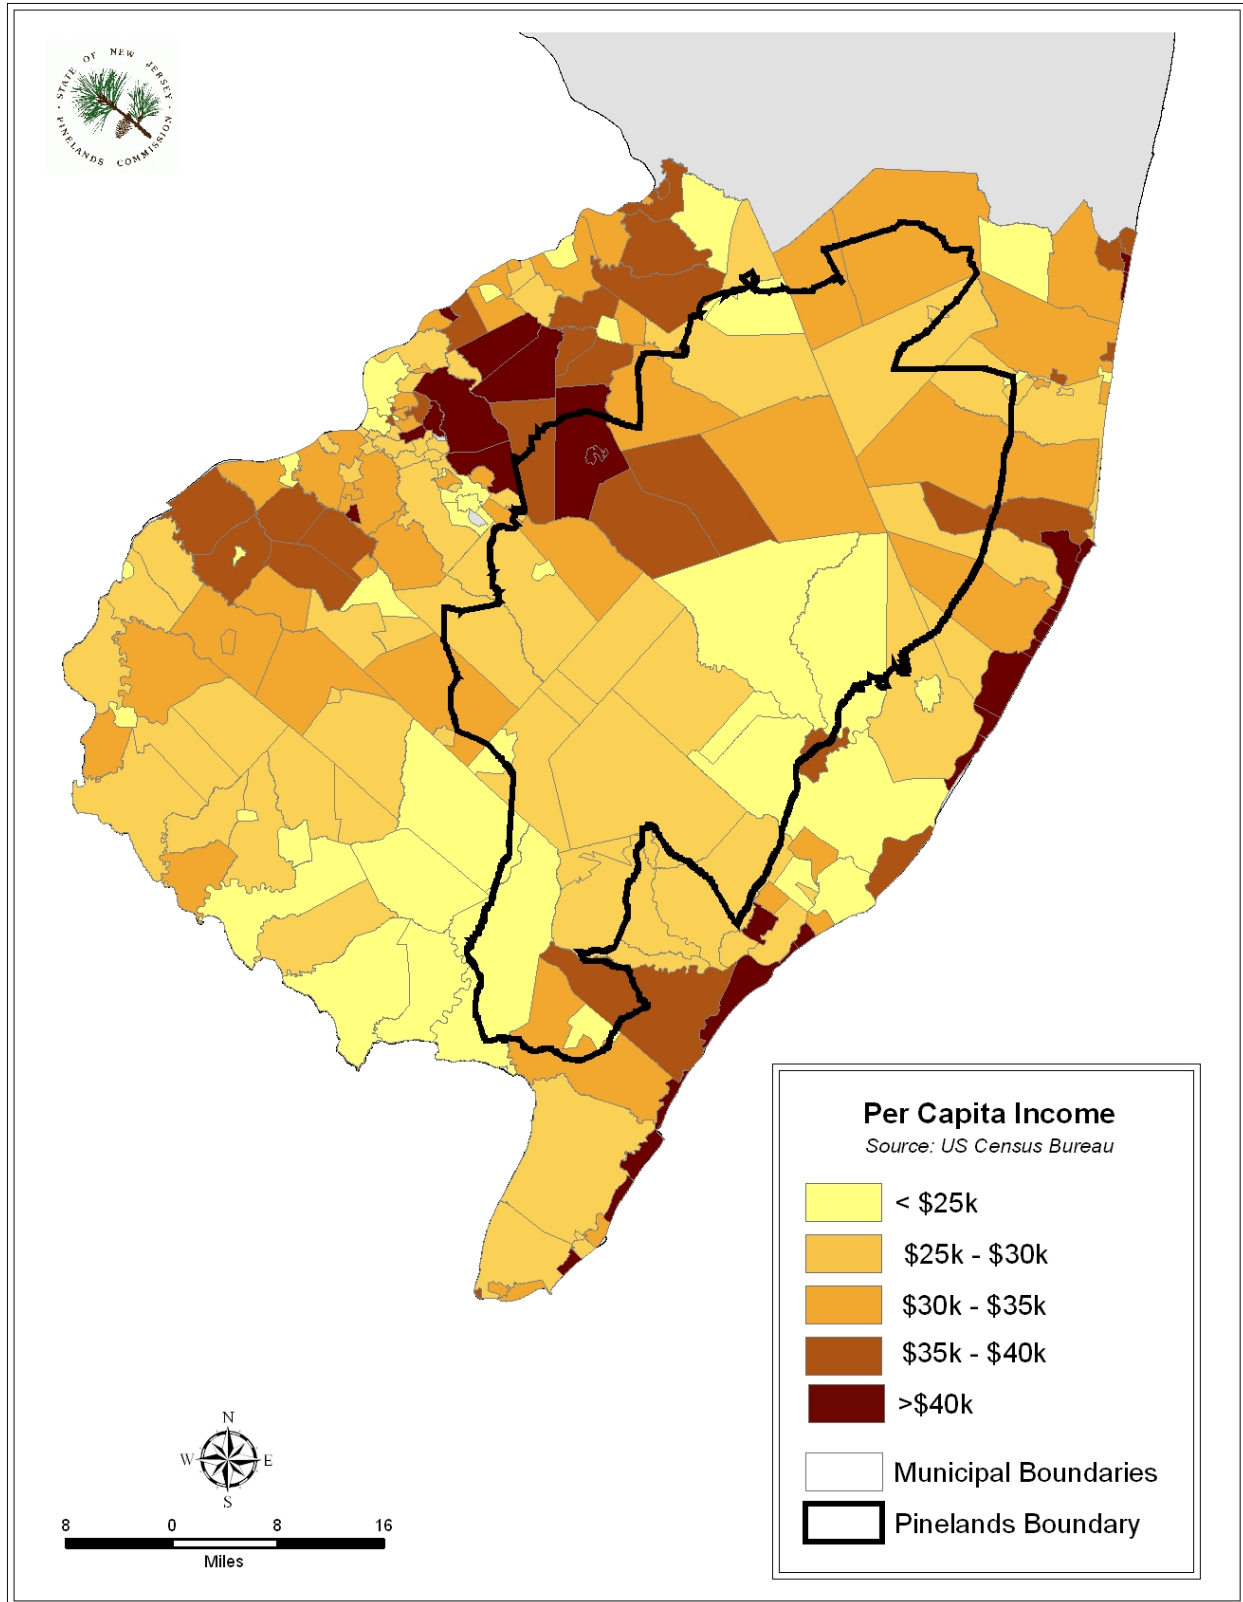 STATE OF NEW JERSEY
PINELANDS COMMISSION
Per Capita Income
Source: US Census Bureau
< $25k
$25k - $30k
$30k - $35k
$35k - $40k
>$40k
Municipal Boundaries
Pinelands Boundary
N
W E
S
8 0 8 16
Miles